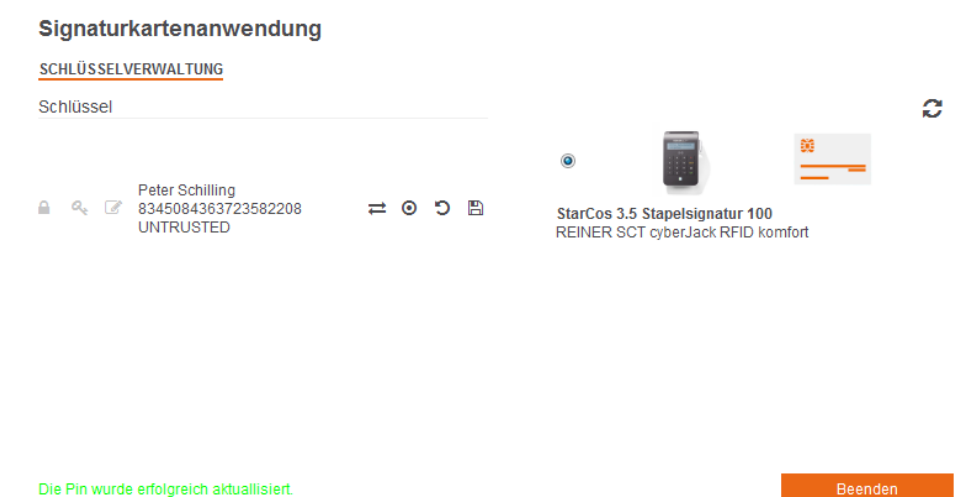 Signaturkartenanwendung
SCHLÜSSELVERWALTUNG
Schlüssel
Peter Schilling
8345084363723582208
UNTRUSTED
StarCos 3.5 Stapelsignatur 100
REINER SCT cyberJack RFID komfort
Die Pin wurde erfolgreich aktuallisiert.
Beenden